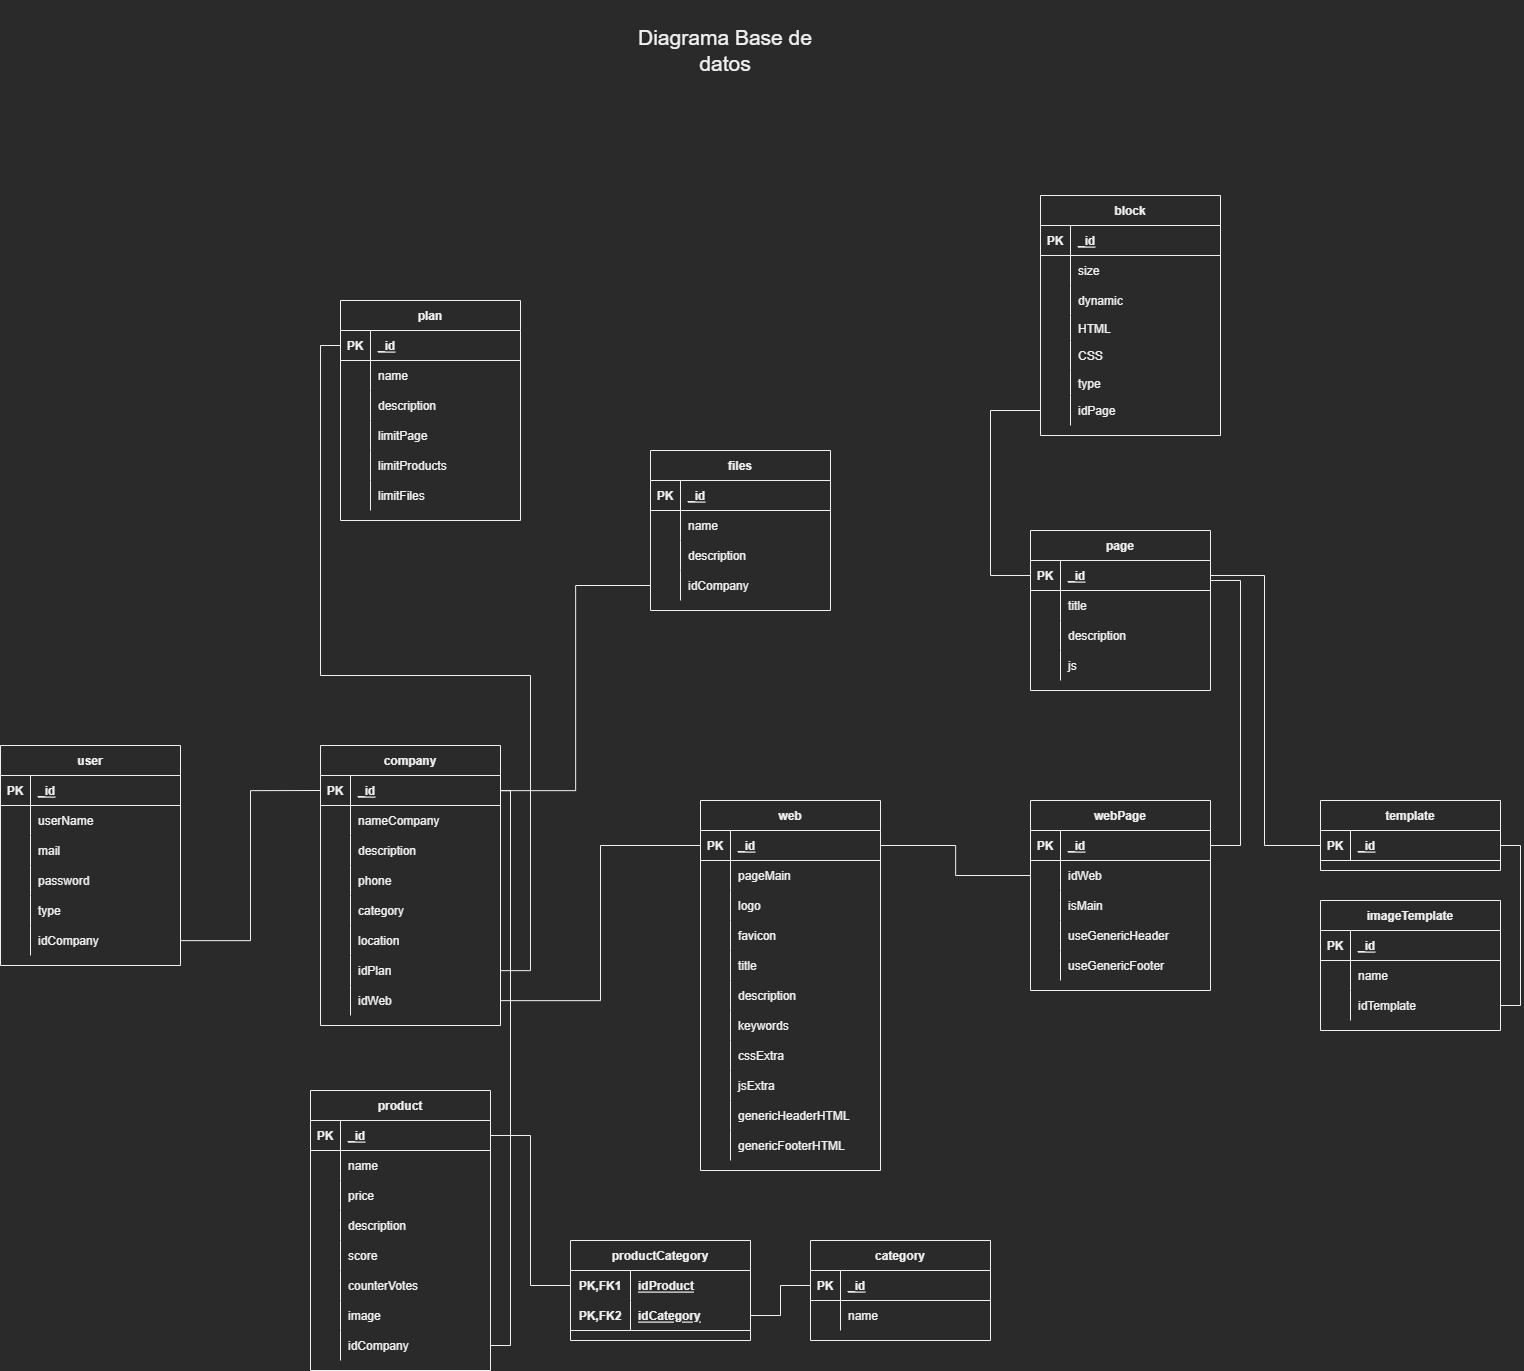 Diagrama Base de
datos
block
PK _id
size
dynamic
HTML
CSS
type
idPage
plan
PK _id
name
description
limitPage
limitProducts
limitFiles
files
PK _id
name
description
idCompany
page
PK _id
title
description
js
user
PK _id
userName
mail
password
type
idCompany
company
PK _id
nameCompany
description
phone
category
location
idPlan
idWeb
web
PK _id
pageMain
logo
favicon
title
description
keywords
cssExtra
jsExtra
genericHeaderHTML
genericFooterHTML
webPage
PK _id
idWeb
isMain
useGenericHeader
useGenericFooter
template
PK _id
imageTemplate
PK _id
name
idTemplate
product
PK _id
name
price
description
score
counterVotes
image
idCompany
productCategory
PK,FK1 idProduct
PK,FK2 idCategory
category
PK _id
name